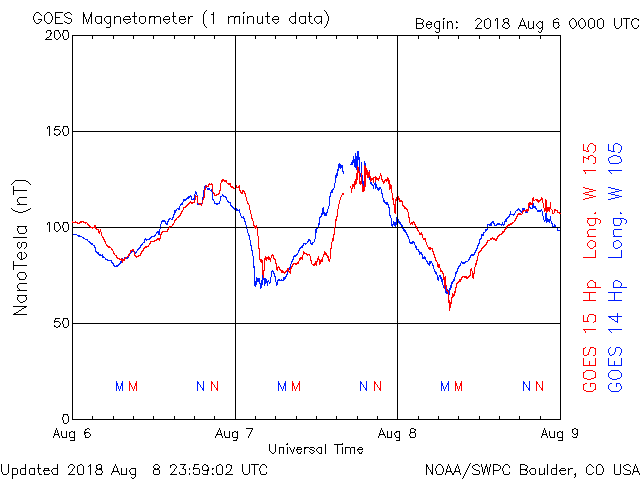 GOES Magnetometer (1 minute data)
Begin: 2018 Aug 6 0000 UTC
200
150
100
50
0
NanoTesla (nT)
M M N N M M N N M M N N
Aug 6 Aug 7 Aug 8 Aug 9
Universal Time
GOES 15 Hp Long. W 135
GOES 14 Hp Long. W 105
Updated 2018 Aug 8 23:59:02 UTC
NOAA/SWPC Boulder, CO USA